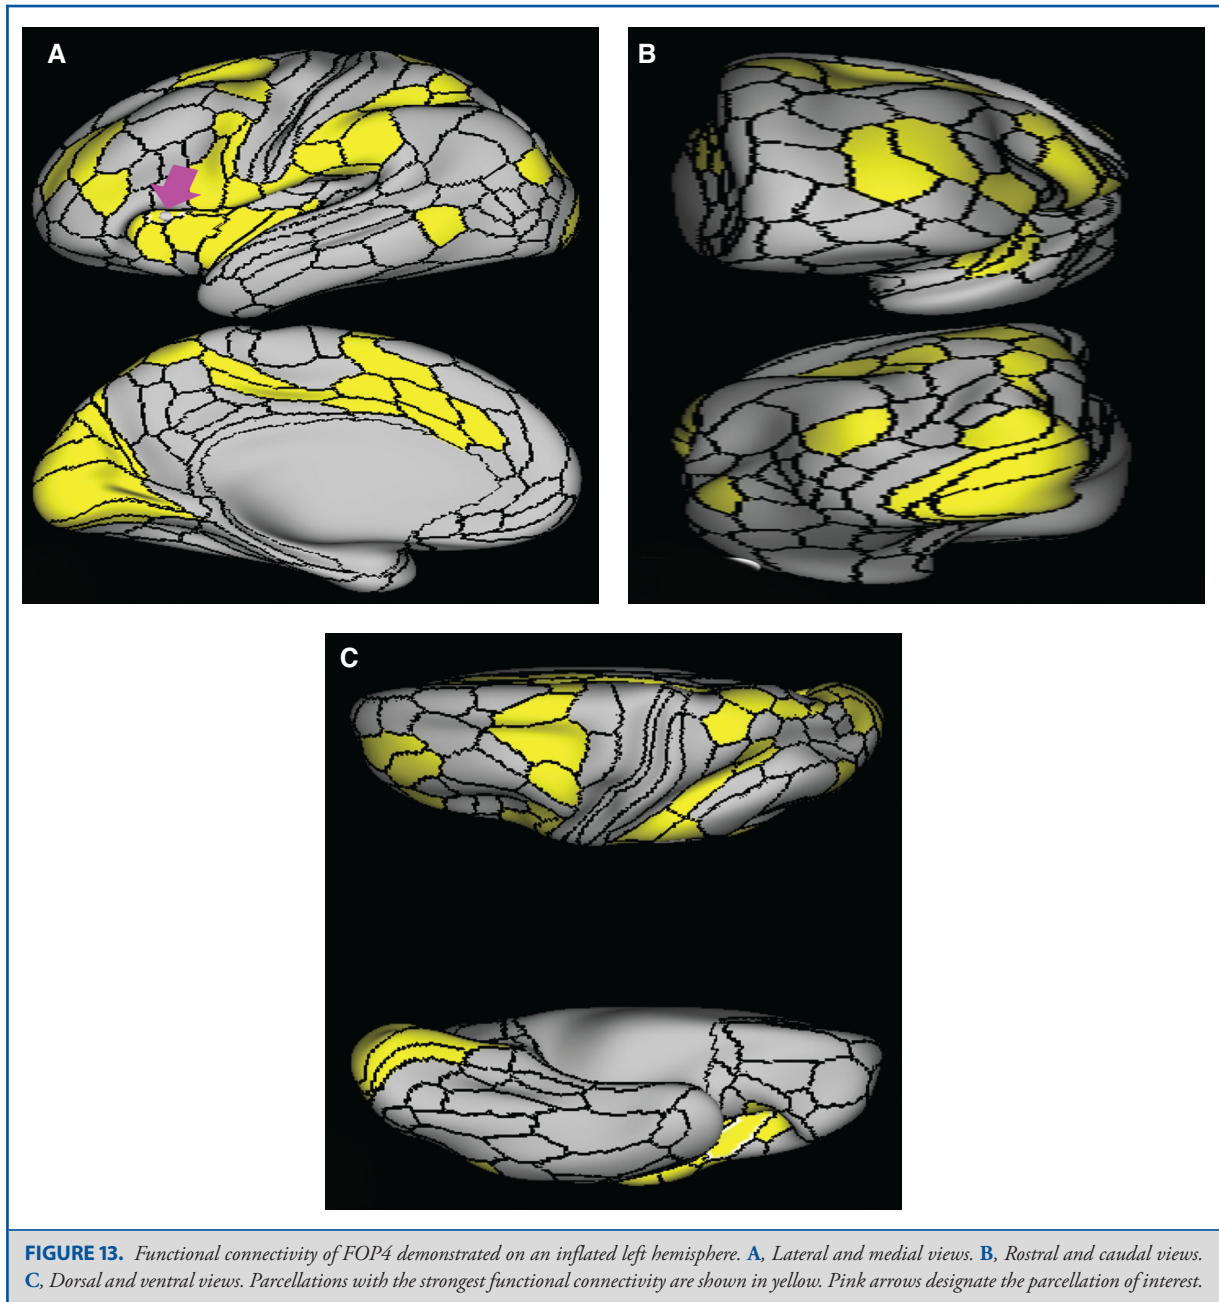 A
B
C
FIGURE 13. Functional connectivity of FOP4 demonstrated on an inflated left hemisphere. A, Lateral and medial views. B, Rostral and caudal views.
C, Dorsal and ventral views. Parcellations with the strongest functional connectivity are shown in yellow. Pink arrows designate the parcellation of interest.